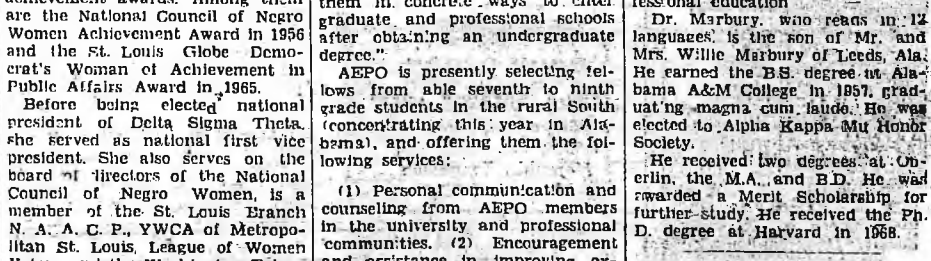 achievement awards. Among them
are the National Council of Negro
Women Achievement Award in 1956
and the St. Louis Globe Demo-
crat's Woman of Achievement in
Public Affairs Award in 1965.
Before being elected national
president of Delta Sigma Theta,
she served as national first vice
president. She also serves on the
board of directors of the National
Council of Negro Women, is a
member of the St. Louis Branch
N. A. A. C. P., YWCA of Metropo-
litan St. Louis, League of Women
them in concrete ways to enter
graduate and professional schools
after obtaining an undergraduate
degree."
AEPO is presently selecting fel-
lows from able seventh to ninth
grade students in the rural South
(concentrating this year in Ala-
bama), and offering them the fol-
lowing services:
(1) Personal communication and
counseling from AEPO members
in the university and professional
communities. (2) Encouragement
and assistance in improving
fessional education
Dr. Marbury, who reads in 12
languages, is the son of Mr. and
Mrs. Willie Marbury of Leeds, Ala.
He earned the B.S. degree at Ala-
bama A&M College in 1957, grad-
uat'ng magna cum laude. He was
elected to Alpha Kappa Mu Honor
Society.
He received two degrees at Ob-
erlin, the M.A. and B.D. He was
awarded a Merit Scholarship for
further study. He received the Ph.
D. degree at Harvard in 1968.